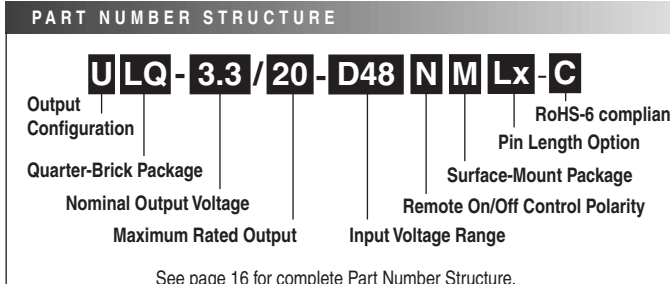 PART NUMBER STRUCTURE
U LQ - 3.3 / 20 - D48 N M Lx - C
Output
Configuration
RoHS-6 complian
Pin Length Option
Quarter-Brick Package
Surface-Mount Package
Nominal Output Voltage
Remote On/Off Control Polarity
Maximum Rated Output
Input Voltage Range
See page 16 for complete Part Number Structure.